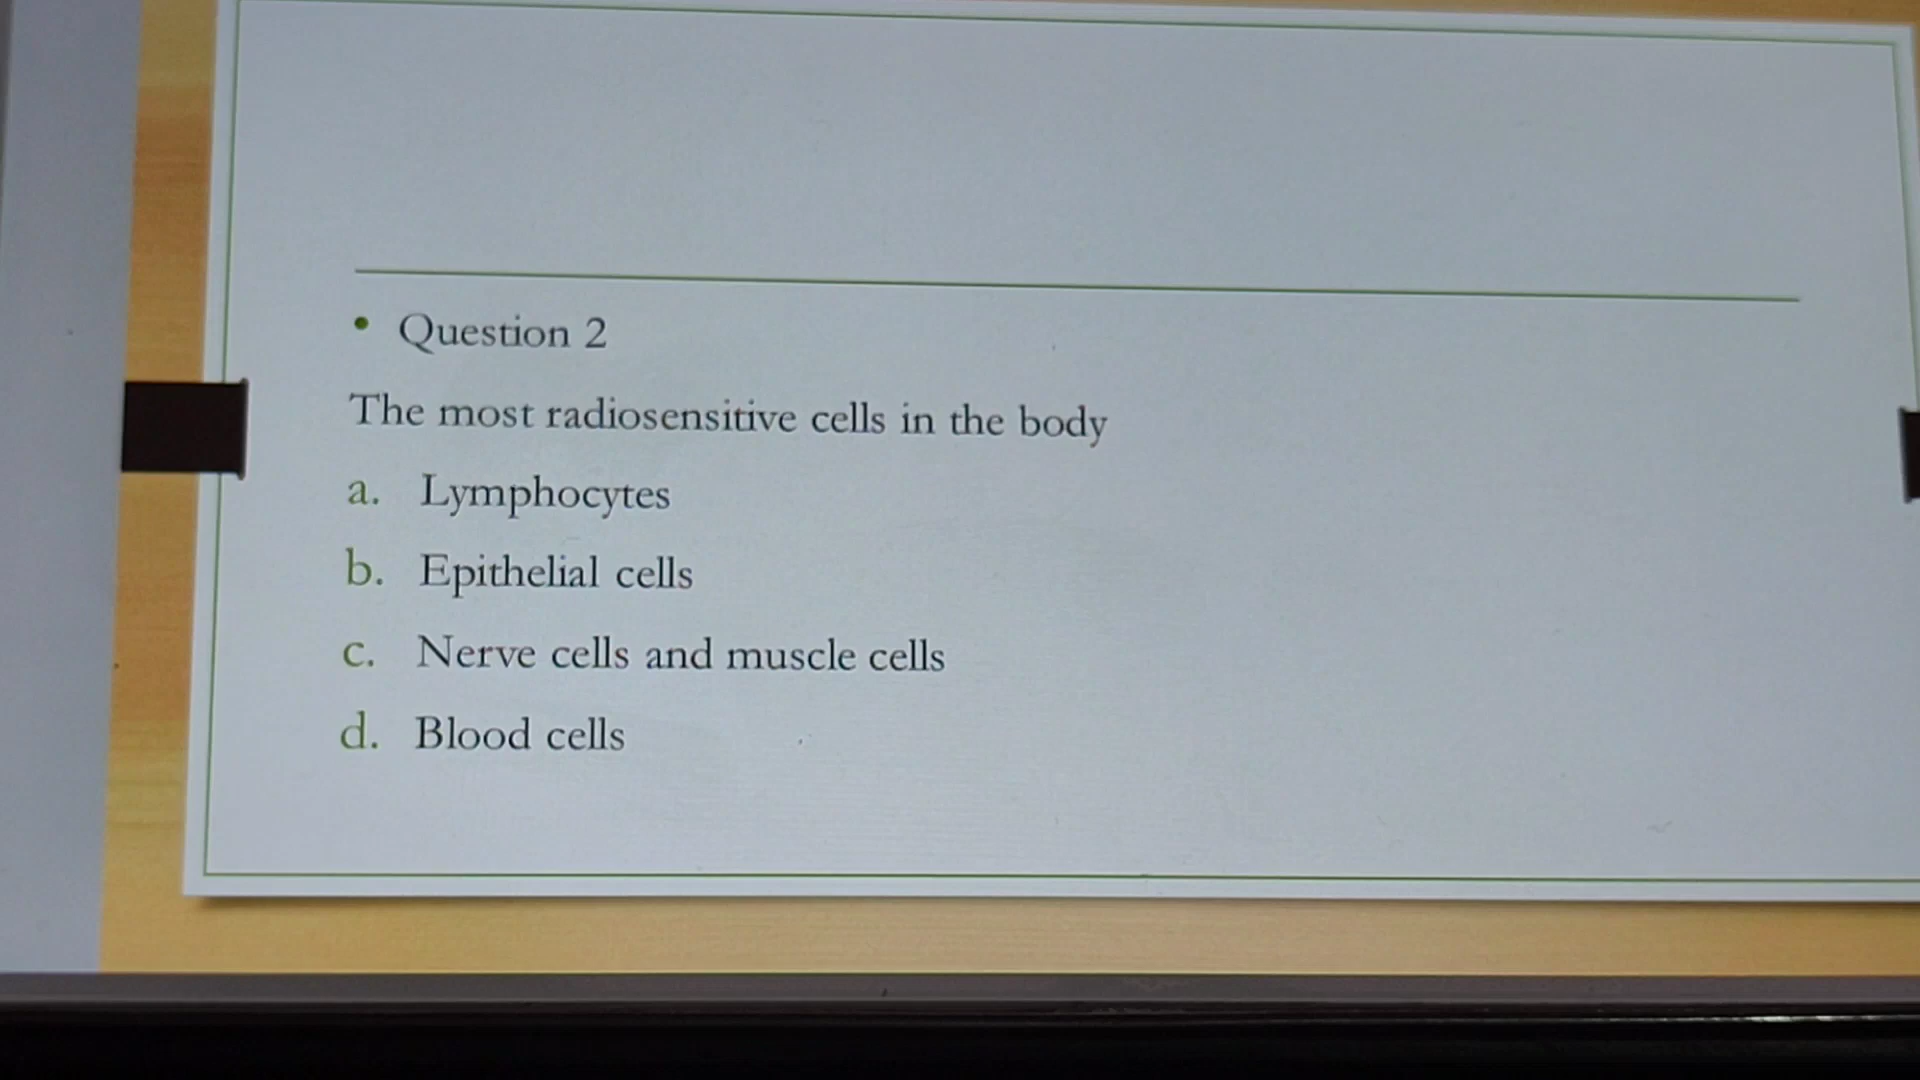 • Question 2
The most radiosensitive cells in the body
a. Lymphocytes
b. Epithelial cells
c. Nerve cells and muscle cells
d. Blood cells